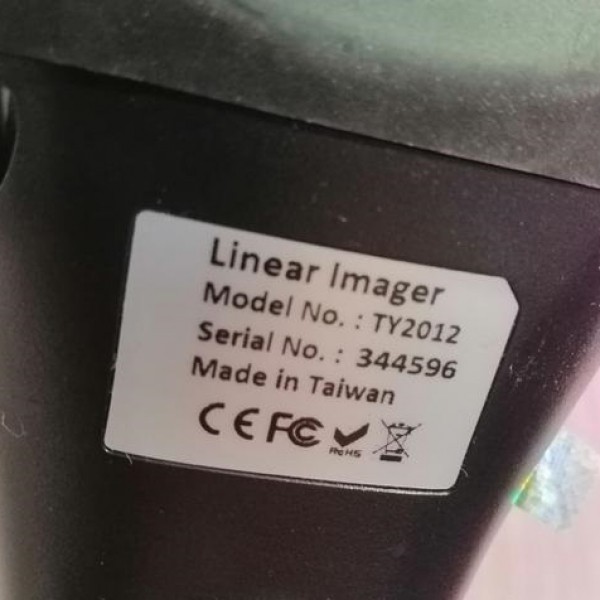 Linear Imager
Model No. : TY2012
Serial No. : 344596
Made in Taiwan
CE FC RoHS